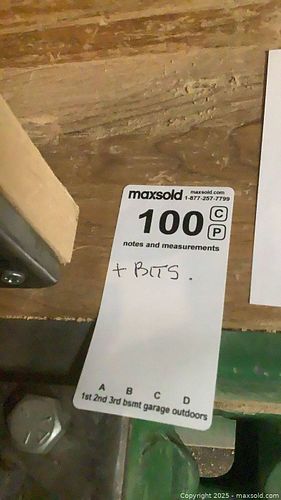 maxsold maxsold.com
1-877-257-7799
100 C
P
notes and measurements
+ BITS.
A B C D
1st 2nd 3rd bsmt garage outdoors
Copyright 2025 - maxsold.com